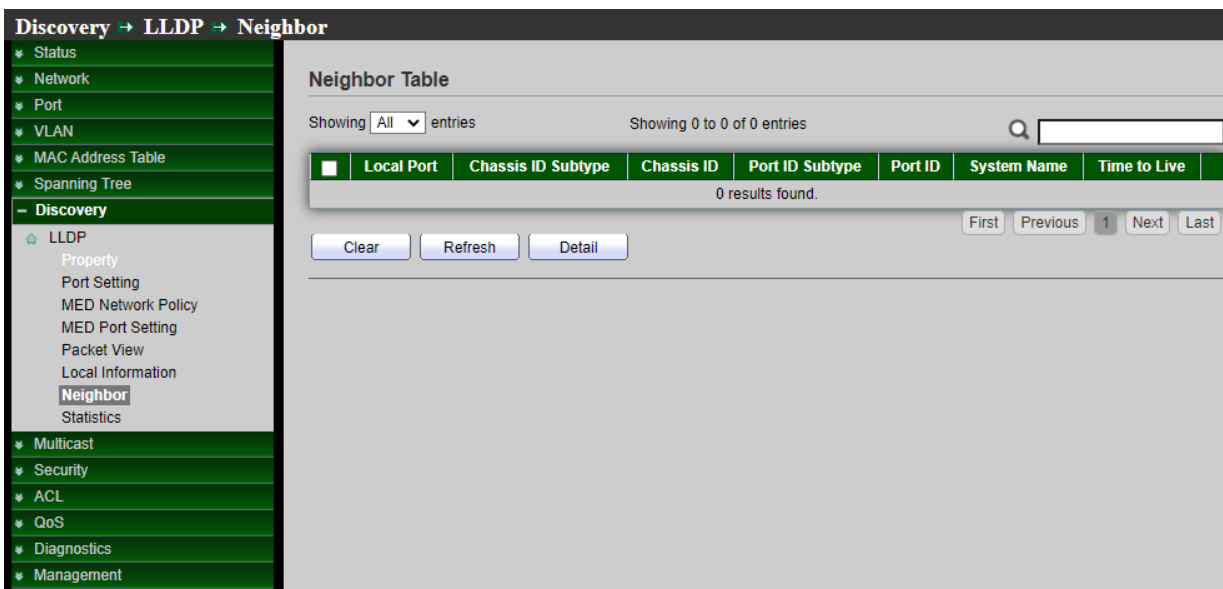 Discovery → LLDP → Neighbor
Status
Network
Port
VLAN
MAC Address Table
Spanning Tree
Discovery
LLDP
Property
Port Setting
MED Network Policy
MED Port Setting
Packet View
Local Information
Neighbor
Statistics
Multicast
Security
ACL
QoS
Diagnostics
Management
Neighbor Table
Showing All entries Showing 0 to 0 of 0 entries
Local Port Chassis ID Subtype Chassis ID Port ID Subtype Port ID System Name Time to Live
0 results found.
First Previous 1 Next Last
Clear Refresh Detail